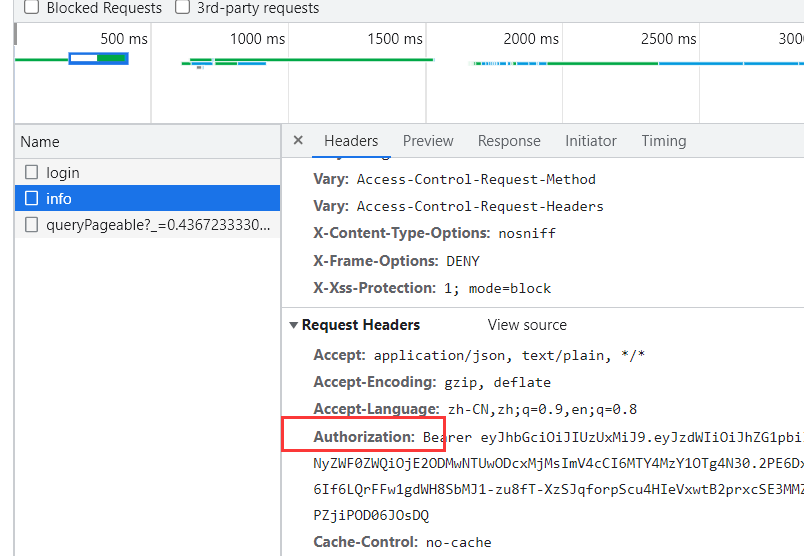 Blocked Requests 3rd-party requests
500 ms 1000 ms 1500 ms 2000 ms 2500 ms 3000
Name
login
info
queryPageable?_=0.4367233330...
× Headers Preview Response Initiator Timing
Vary: Access-Control-Request-Method
Vary: Access-Control-Request-Headers
X-Content-Type-Options: nosniff
X-Frame-Options: DENY
X-Xss-Protection: 1; mode=block
Request Headers View source
Accept: application/json, text/plain, */*
Accept-Encoding: gzip, deflate
Accept-Language: zh-CN,zh;q=0.9,en;q=0.8
Authorization: Bearer eyJhbGciOiJIUzUxMiJ9.eyJzdWIiOiJhZG1pbi
NyZWF0ZWQiOjE2ODMwNTUwODcxMjMsImV4cCI6MTY4MzY1OTg4N30.2PE6Dx
6If6LQrFFw1gdWH8SbMJ1-zu8fT-XzSJqforpScu4HIeVxwtB2prxcSE3MMZ
PZjiPOD06JOsDQ
Cache-Control: no-cache